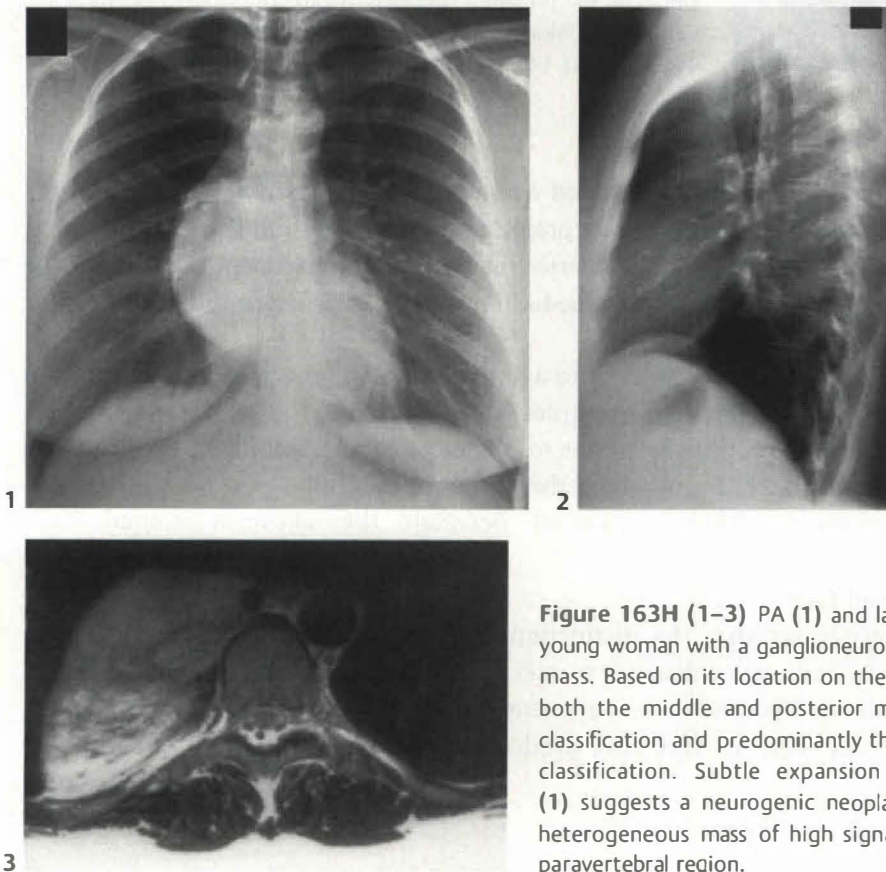 1
2
3
Figure 163H (1–3) PA (1) and la
young woman with a ganglioneuro
mass. Based on its location on the
both the middle and posterior m
classification and predominantly th
classification. Subtle expansion
(1) suggests a neurogenic neopla
heterogeneous mass of high signa
paravertebral region.